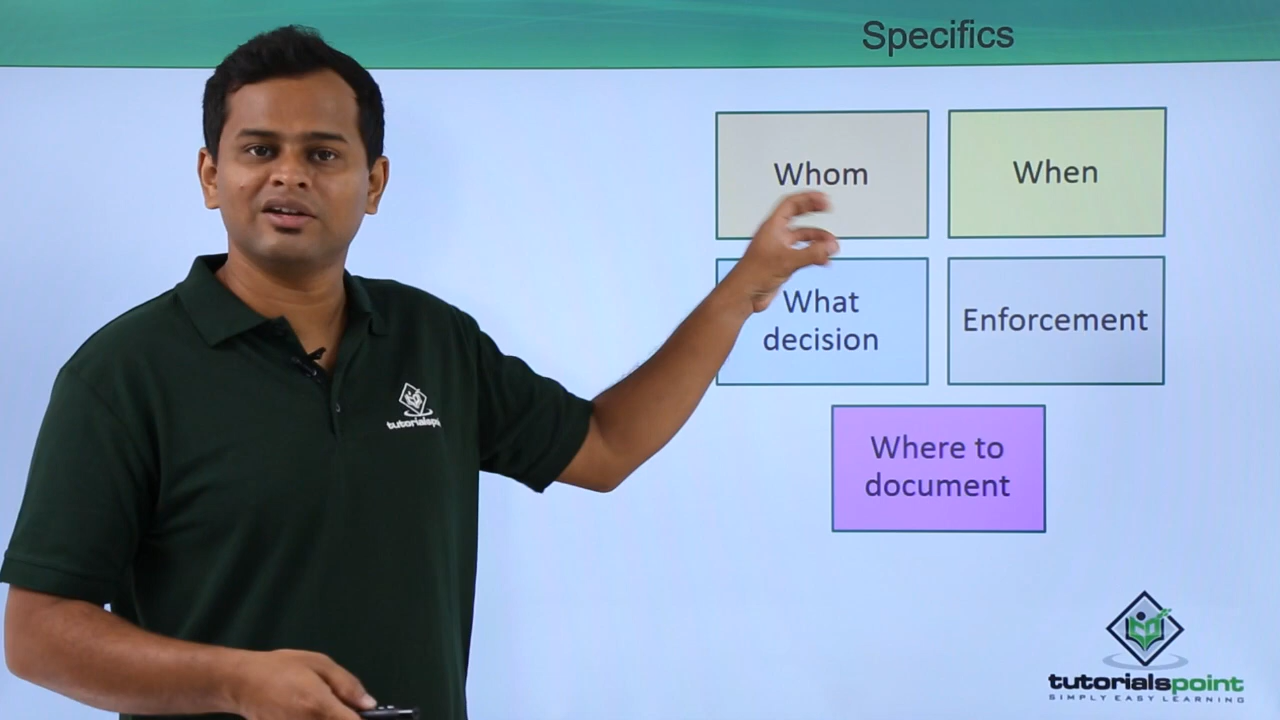 Specifics
Whom
When
What
decision
Enforcement
Where to
document
tutorialspoint
SIMPLY EASY LEARNING